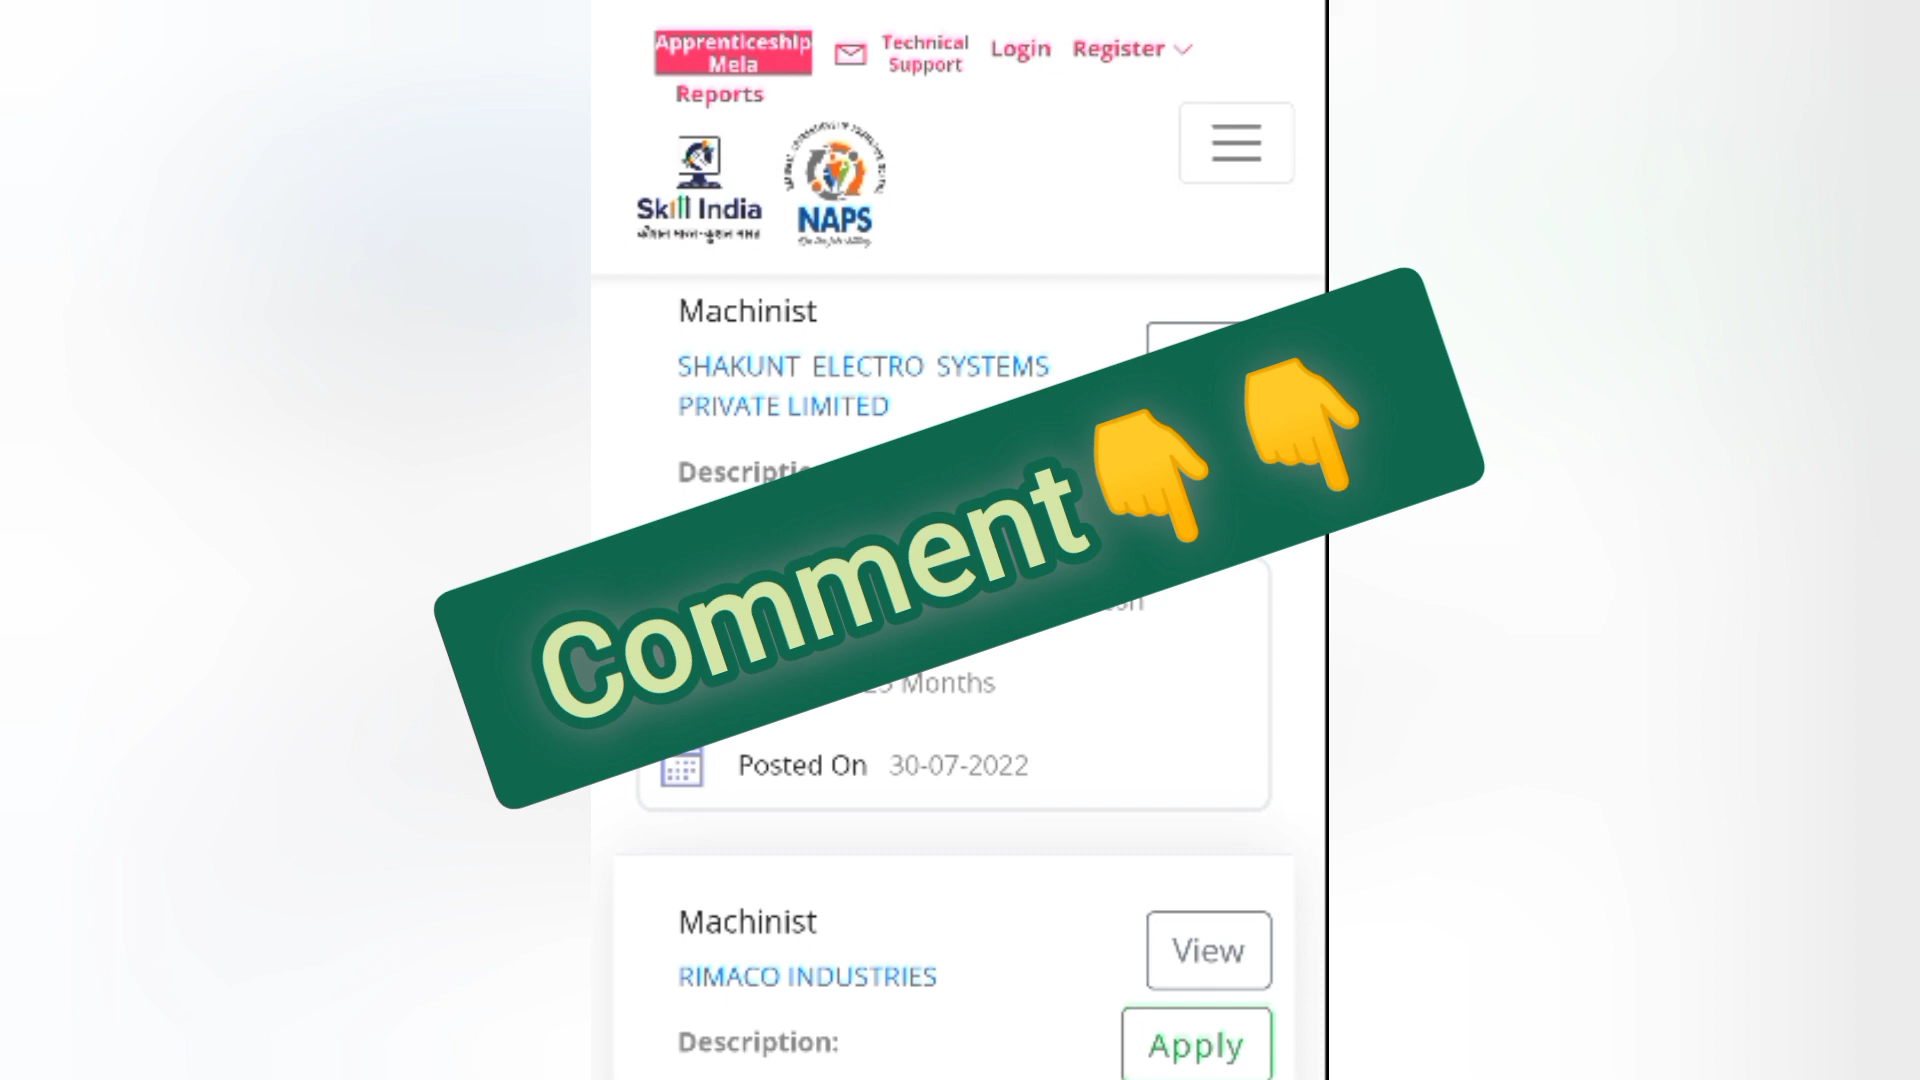 Apprenticeship
Mela
Technical
Support
Login
Register
Reports
Skill India
NAPS
Machinist
SHAKUNT ELECTRO SYSTEMS
PRIVATE LIMITED
Comment👇👇
Months
Posted On 30-07-2022
Machinist
View
RIMACO INDUSTRIES
Description:
Apply